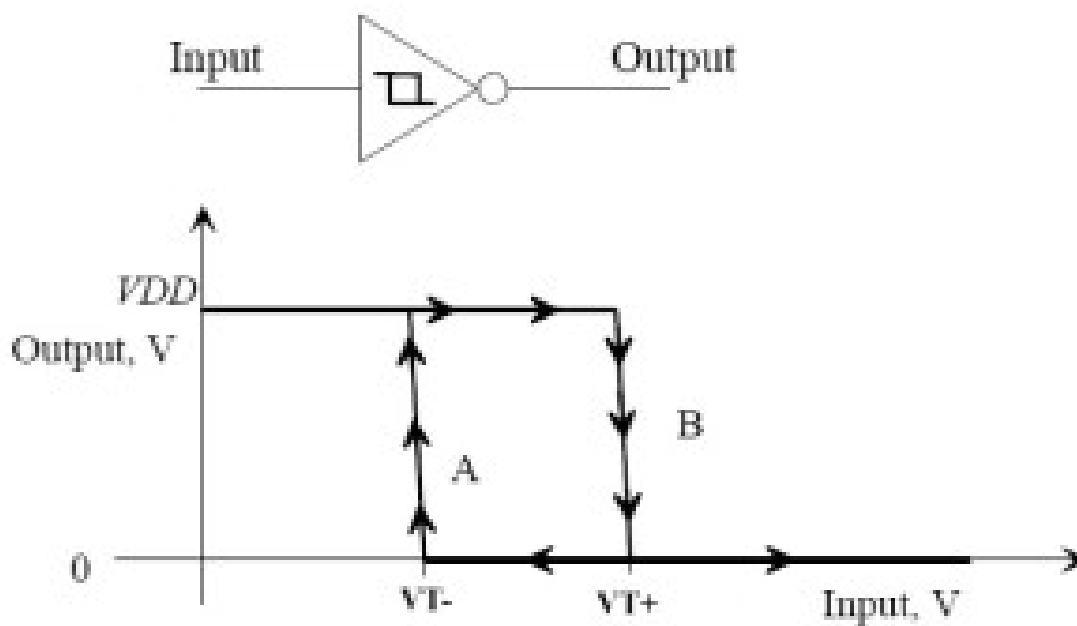 Input
Output
VDD
Output, V
B
A
0
VT-
VT+
Input, V